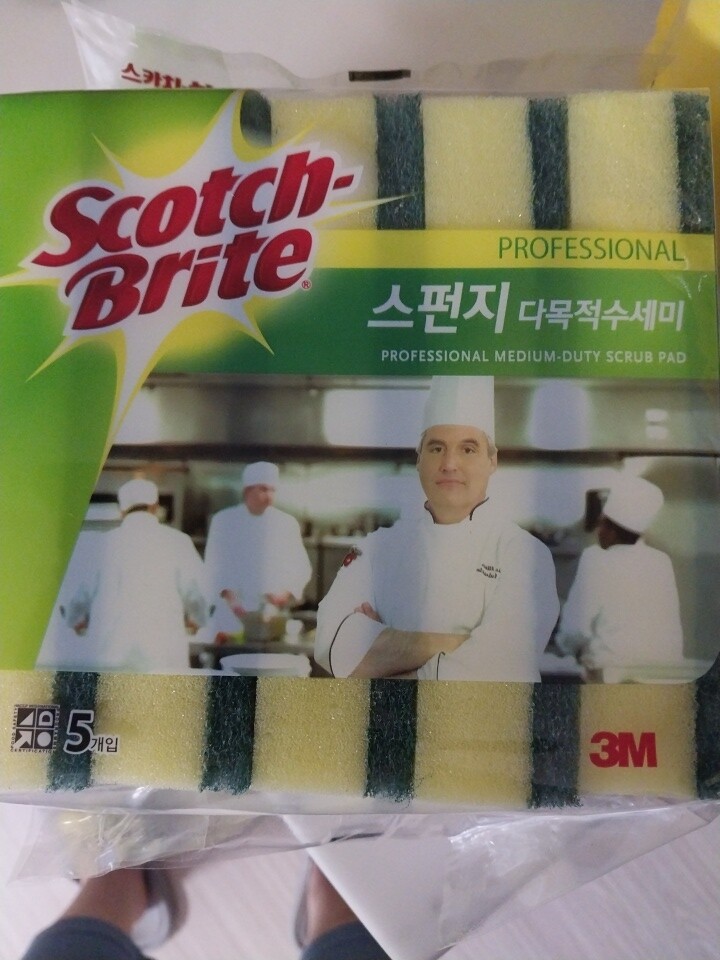 Scotch-
Brite®
PROFESSIONAL
스펀지 다목적수세미
PROFESSIONAL MEDIUM-DUTY SCRUB PAD
5개입
3M